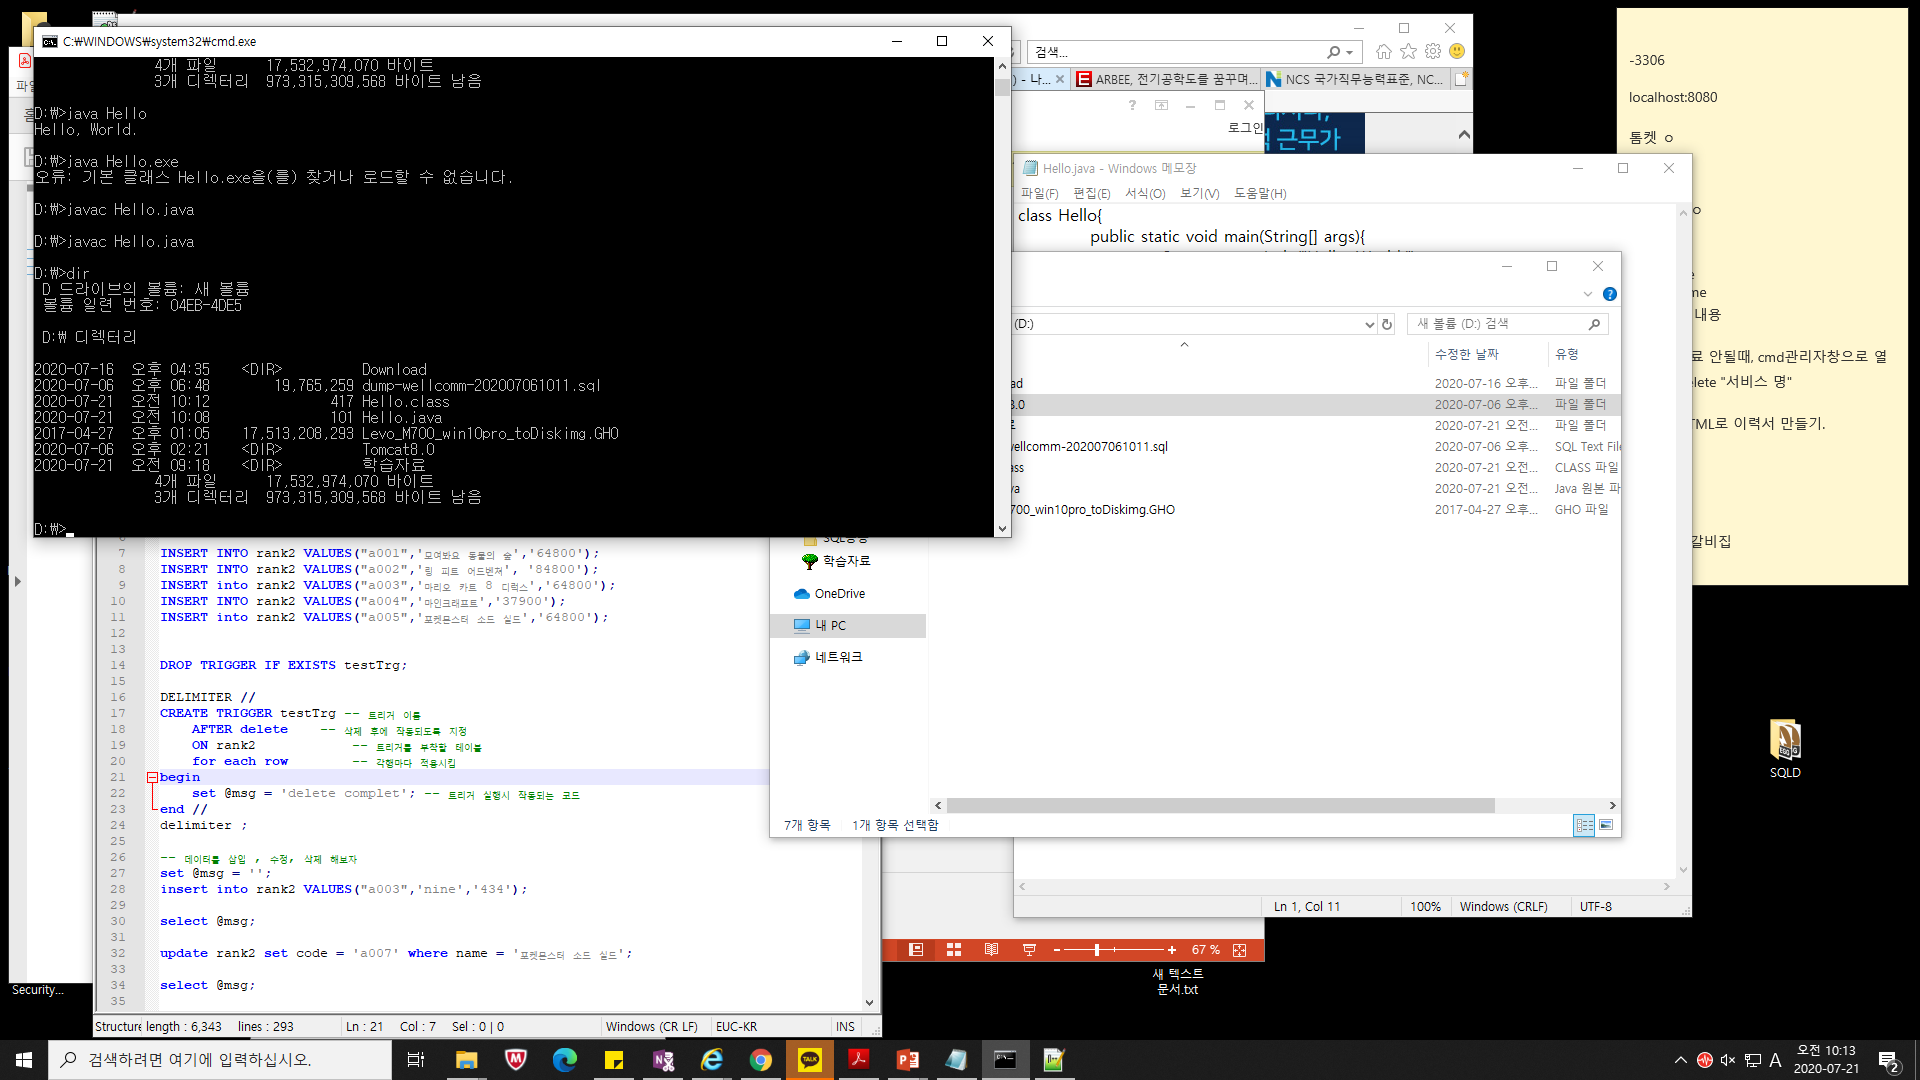 C:₩WINDOWS₩system32₩cmd.exe
4개 파일 17,532,974,070 바이트
3개 디렉터리 973,315,309,568 바이트 남음
D:₩>java Hello
Hello, World.
D:₩>java Hello.exe
오류: 기본 클래스 Hello.exe을(를) 찾거나 로드할 수 없습니다.
D:₩>javac Hello.java
D:₩>javac Hello.java
D:₩>dir
D 드라이브의 볼륨: 새 볼륨
볼륨 일련 번호: 04EB-4DE5
D:₩ 디렉터리
2020-07-16 오후 04:35 <DIR> Download
2020-07-06 오후 06:48 19,765,259 dump-wellcomm-202007061011.sql
2020-07-21 오전 10:12 417 Hello.class
2020-07-21 오전 10:08 101 Hello.java
2017-04-27 오후 01:05 17,513,208,293 Levo_M700_win10pro_toDiskimg.GHO
2020-07-06 오후 02:21 <DIR> Tomcat8.0
2020-07-21 오전 09:18 <DIR> 학습자료
4개 파일 17,532,974,070 바이트
3개 디렉터리 973,315,309,568 바이트 남음
D:₩>
검색...
) - 나...
ARBEE, 전기공학도를 꿈꾸며...
NCS 국가직무능력표준, NC...
로그인
근무가
Hello.java - Windows 메모장
파일(F) 편집(E) 서식(O) 보기(V) 도움말(H)
class Hello{
public static void main(String[] args){
(D:)
새 볼륨 (D:) 검색
수정한 날짜 유형
ad 2020-07-16 오후... 파일 폴더
8.0 2020-07-06 오후... 파일 폴더
2020-07-21 오전... 파일 폴더
wellcomm-202007061011.sql 2020-07-06 오후... SQL Text File
ass 2020-07-21 오전... CLASS 파일
va 2020-07-21 오전... Java 원본 파
700_win10pro_toDiskimg.GHO 2017-04-27 오후... GHO 파일
학습자료
OneDrive
내 PC
네트워크
7개 항목 1개 항목 선택함
Ln 1, Col 11 100% Windows (CRLF) UTF-8
-3306
localhost:8080
톰켓 ㅇ
ㅇ
me
내용
료 안될때, cmd관리자창으로 열
elete "서비스 명"
TML로 이력서 만들기.
갈비집
7 INSERT INTO rank2 VALUES("a001",'모여봐요 동물의 숲','64800');
8 INSERT INTO rank2 VALUES("a002",'링 피트 어드벤쳐', '84800');
9 INSERT into rank2 VALUES("a003",'마리오 카트 8 디럭스','64800');
10 INSERT INTO rank2 VALUES("a004",'마인크래프트','37900');
11 INSERT into rank2 VALUES("a005",'포켓몬스터 소드 실드','64800');
12
13
14 DROP TRIGGER IF EXISTS testTrg;
15
16 DELIMITER //
17 CREATE TRIGGER testTrg -- 트리거 이름
18 AFTER delete -- 삭제 후에 작동되도록 지정
19 ON rank2 -- 트리거를 부착할 테이블
20 for each row -- 각행마다 적용시킴
21 begin
22 set @msg = 'delete complet'; -- 트리거 실행시 작동되는 코드
23 end //
24 delimiter ;
25
26 -- 데이터를 삽입 , 수정, 삭제 해보자
27 set @msg = '';
28 insert into rank2 VALUES("a003",'nine','434');
29
30 select @msg;
31
32 update rank2 set code = 'a007' where name = '포켓몬스터 소드 실드';
33
34 select @msg;
35
Structure length : 6,343 lines : 293 Ln : 21 Col : 7 Sel : 0 | 0 Windows (CR LF) EUC-KR INS
67 %
Security...
새 텍스트
문서.txt
SQLD
검색하려면 여기에 입력하십시오.
TALK
A
오전 10:13
2020-07-21
2